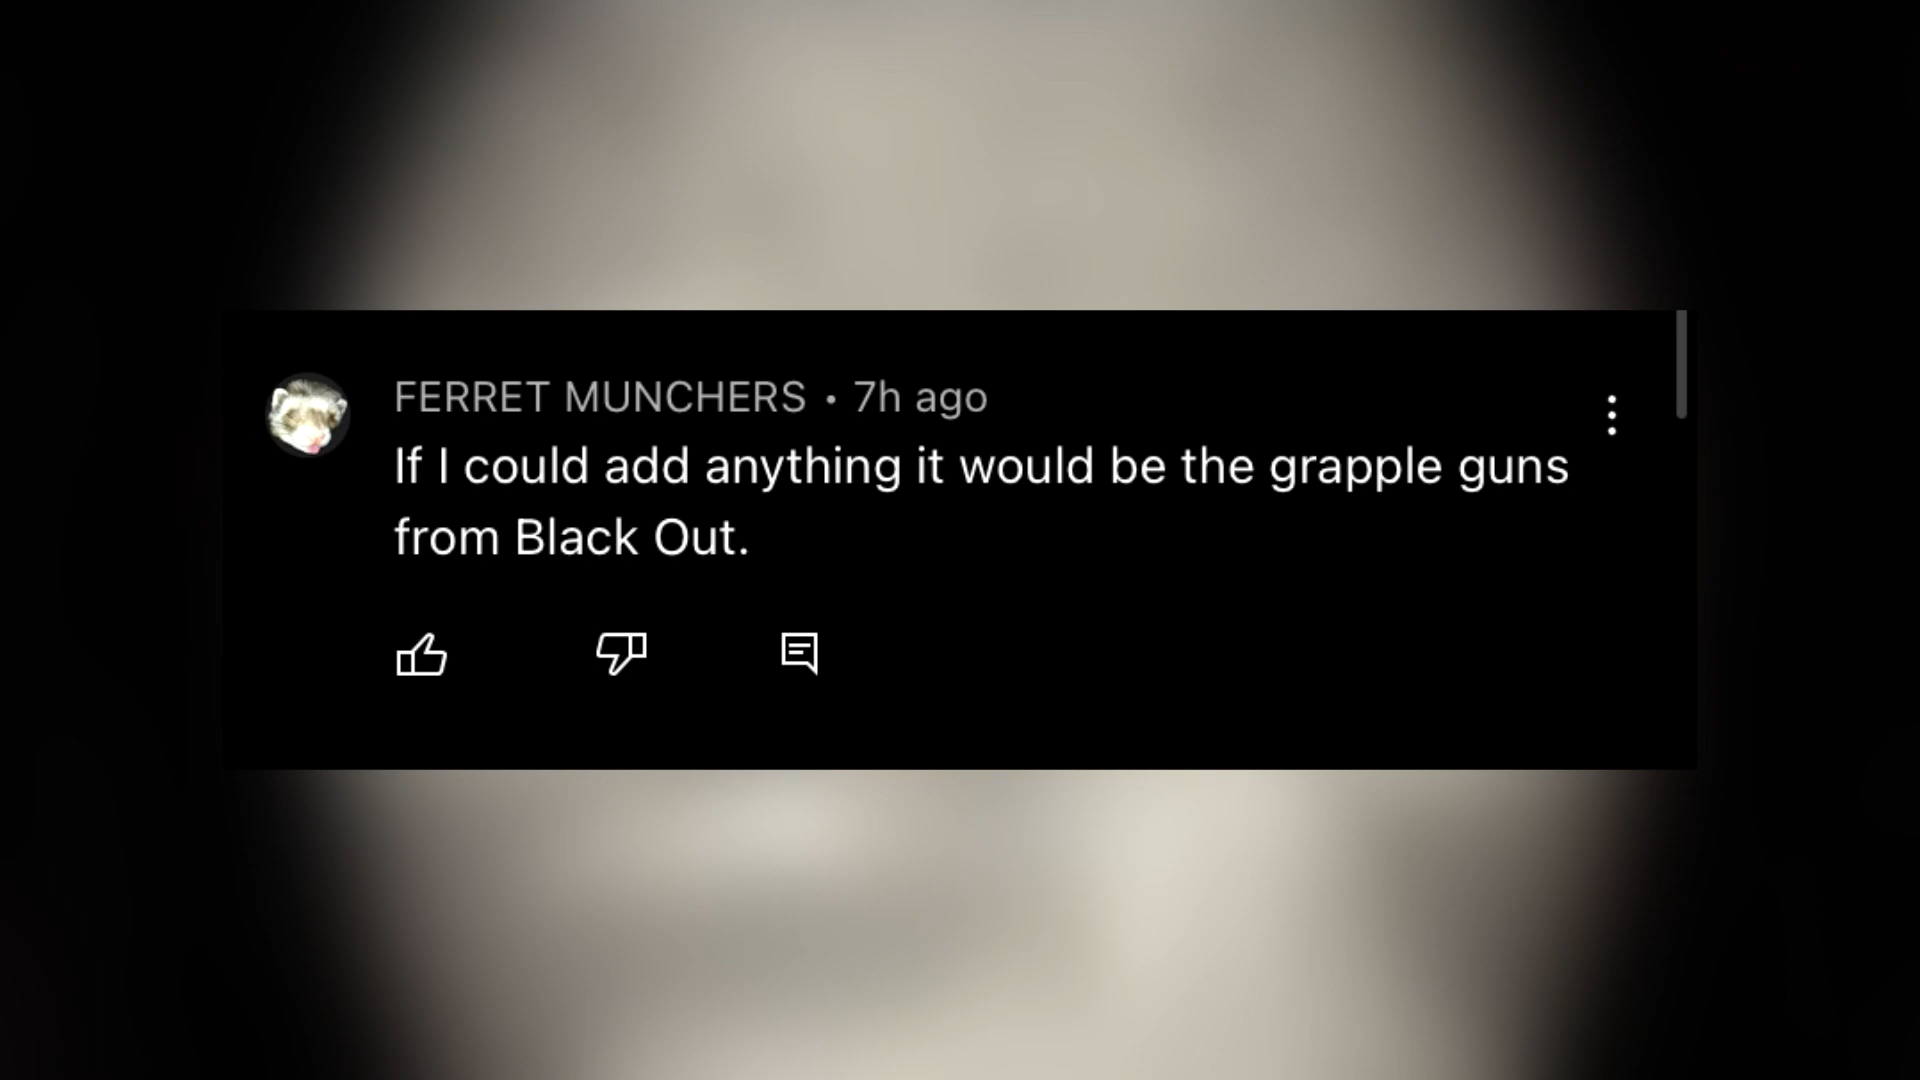 FERRET MUNCHERS • 7h ago
If I could add anything it would be the grapple guns
from Black Out.